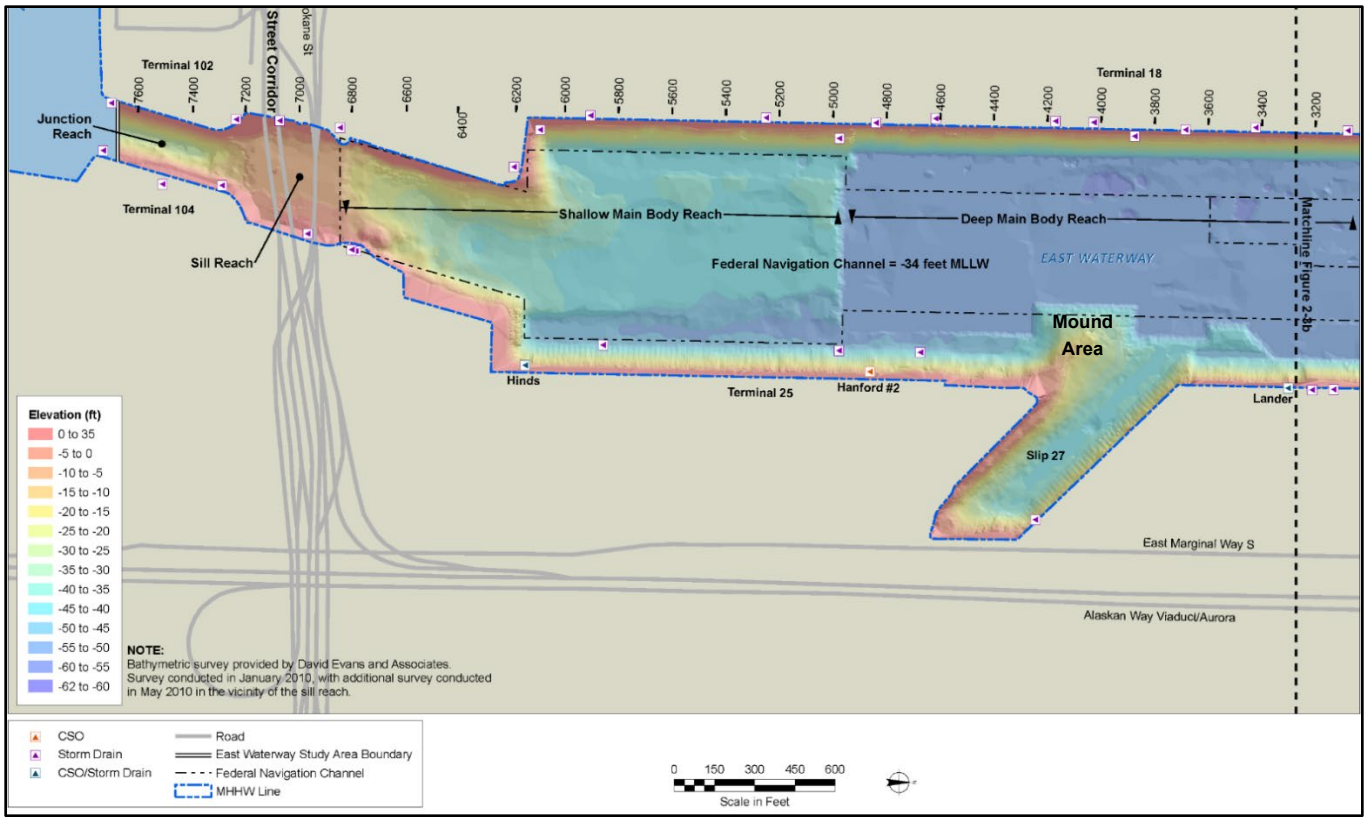 Terminal 102
Street Corridor
okane St
Terminal 18
7600
7400
7200
7000
6800
6600
6400
6200
6000
5800
5600
5400
5200
5000
4800
4600
4400
4200
4000
3800
3600
3400
3200
Junction
Reach
Terminal 104
Sill Reach
Shallow Main Body Reach
Deep Main Body Reach
Federal Navigation Channel = -34 feet MLLW
EAST WATERWAY
Matchline Figure 2-3b
Mound
Area
Hinds
Terminal 25
Hanford #2
Lander
Slip 27
East Marginal Way S
Alaskan Way Viaduct/Aurora
Elevation (ft)
0 to 35
-5 to 0
-10 to -5
-15 to -10
-20 to -15
-25 to -20
-30 to -25
-35 to -30
-40 to -35
-45 to -40
-50 to -45
-55 to -50
-60 to -55
-62 to -60
NOTE:
Bathymetric survey provided by David Evans and Associates.
Survey conducted in January 2010, with additional survey conducted
in May 2010 in the vicinity of the sill reach.
CSO
Storm Drain
CSO/Storm Drain
Road
East Waterway Study Area Boundary
Federal Navigation Channel
MHHW Line
0 150 300 450 600
Scale in Feet